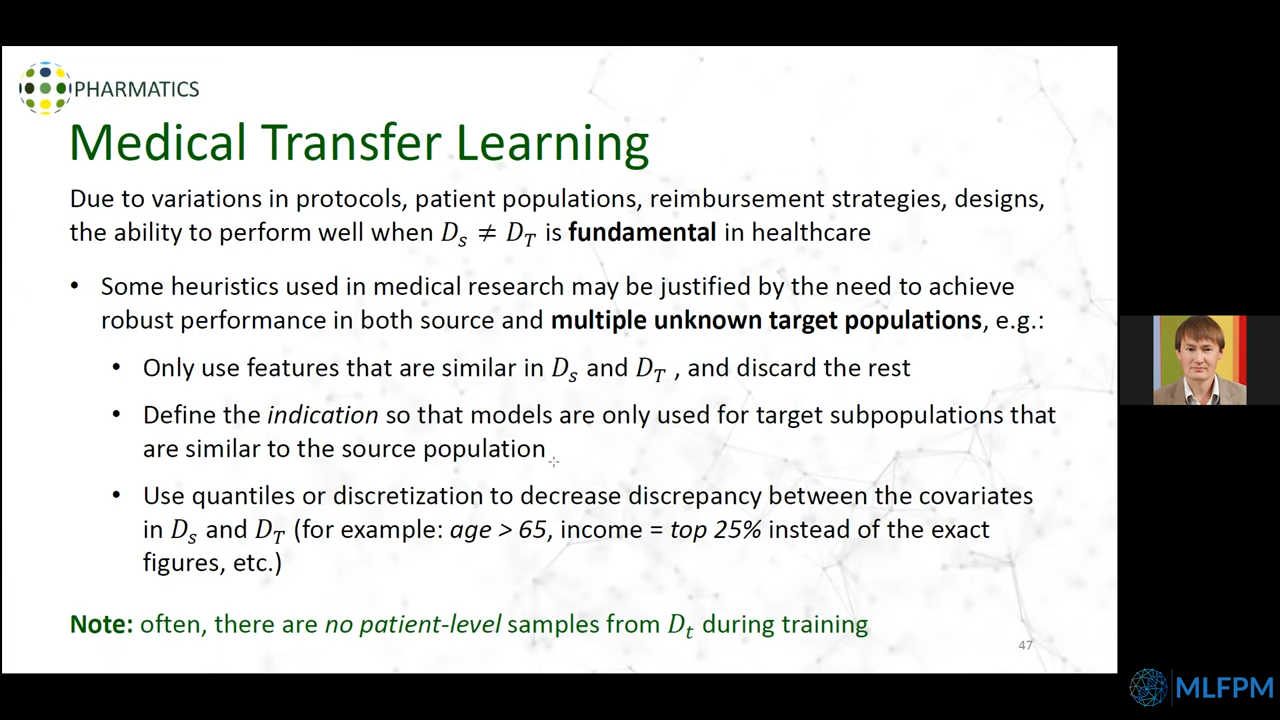 PHARMATICS
Medical Transfer Learning
Due to variations in protocols, patient populations, reimbursement strategies, designs,
the ability to perform well when D_s ≠ D_T is fundamental in healthcare
• Some heuristics used in medical research may be justified by the need to achieve
robust performance in both source and multiple unknown target populations, e.g.:
• Only use features that are similar in D_s and D_T , and discard the rest
• Define the indication so that models are only used for target subpopulations that
are similar to the source population
• Use quantiles or discretization to decrease discrepancy between the covariates
in D_s and D_T (for example: age > 65, income = top 25% instead of the exact
figures, etc.)
Note: often, there are no patient-level samples from D_t during training
47
MLFPM